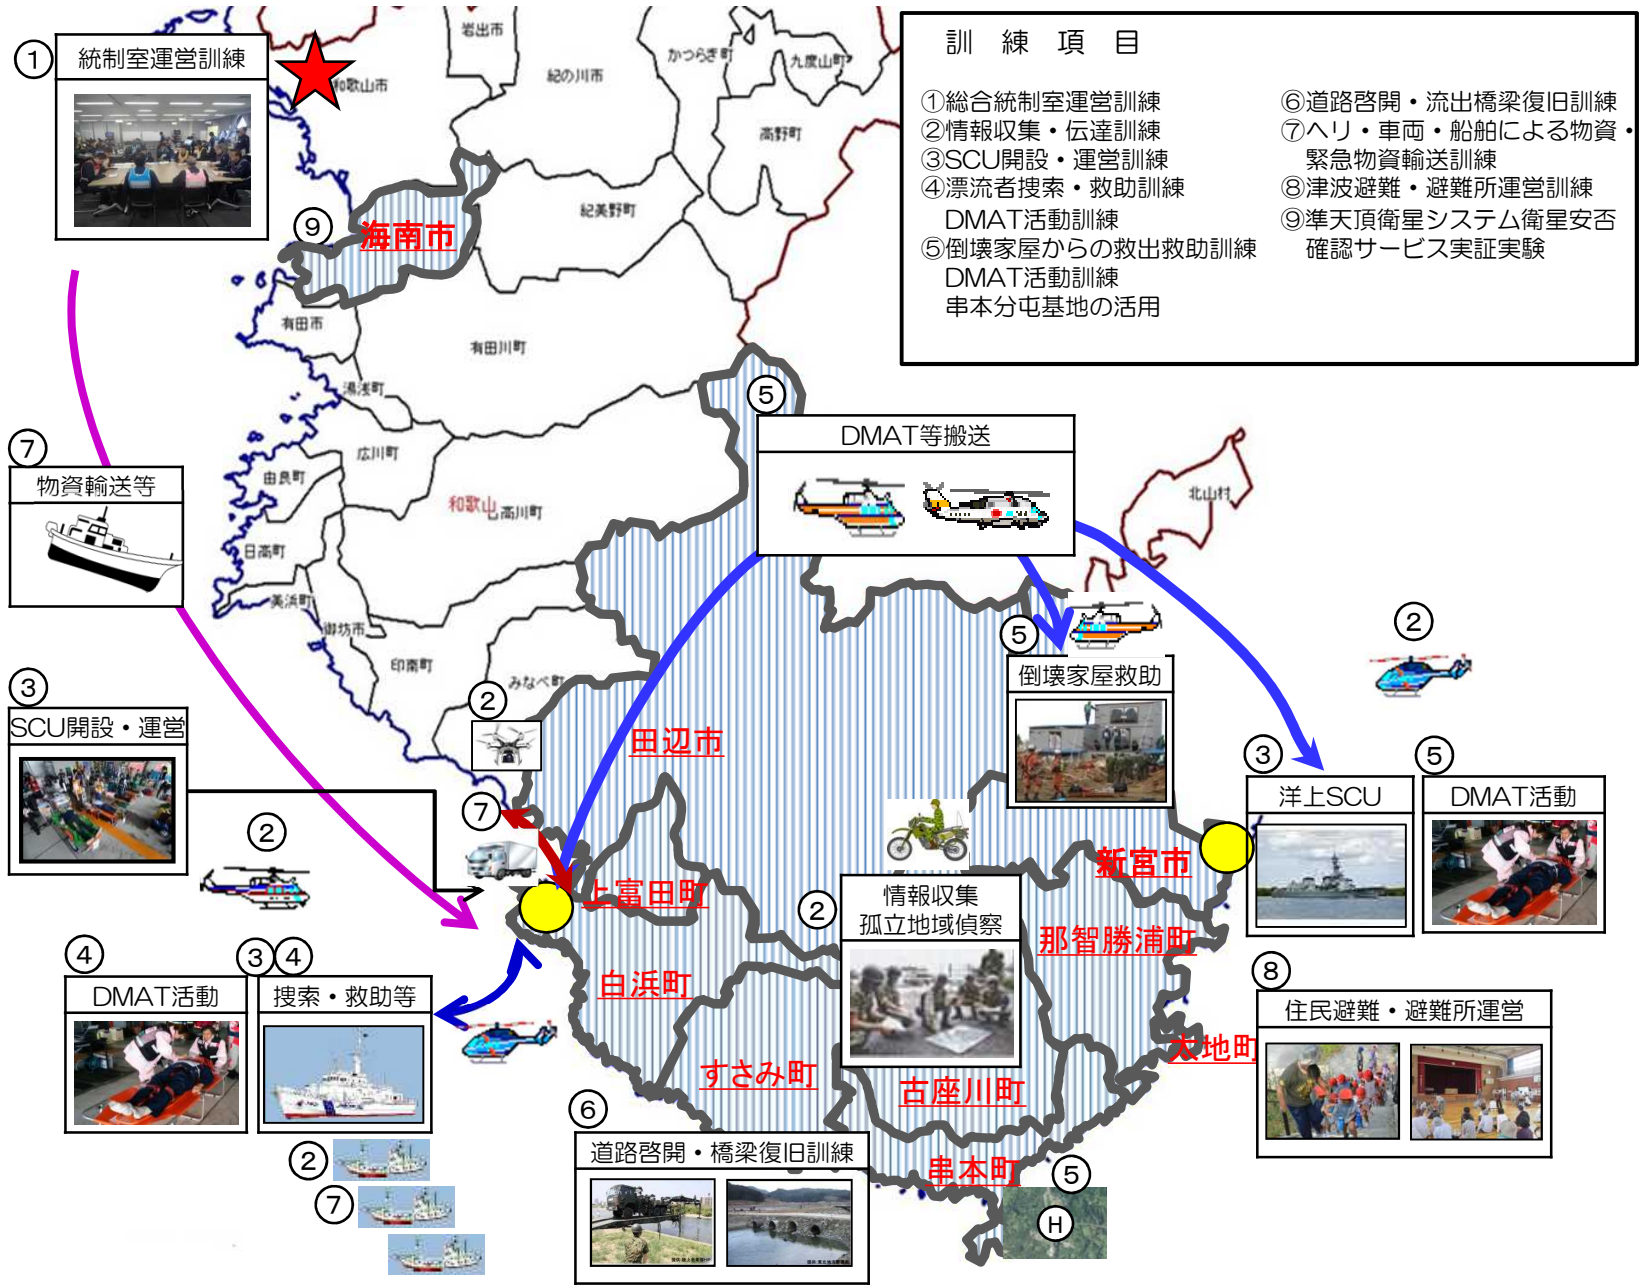 訓練項目
①総合統制室運営訓練
②情報収集・伝達訓練
③SCU開設・運営訓練
④漂流者捜索・救助訓練
DMAT活動訓練
⑤倒壊家屋からの救出救助訓練
DMAT活動訓練
串本分屯基地の活用
⑥道路啓開・流出橋梁復旧訓練
⑦ヘリ・車両・船舶による物資・
緊急物資輸送訓練
⑧津波避難・避難所運営訓練
⑨準天頂衛星システム衛星安否
確認サービス実証実験
①
統制室運営訓練
和歌山市
岩出市
紀の川市
かつらぎ町
九度山町
高野町
紀美野町
⑨
海南市
有田市
有田川町
湯浅町
広川町
由良町
和歌山
日高川町
日高町
美浜町
御坊市
印南町
みなべ町
北山村
⑦
物資輸送等
⑤
DMAT等搬送
③
SCU開設・運営
②
②
⑦
田辺市
⑤
倒壊家屋救助
②
③
洋上SCU
⑤
DMAT活動
上富田町
新宮市
②
情報収集
孤立地域偵察
那智勝浦町
白浜町
すさみ町
古座川町
太地町
串本町
④
DMAT活動
③④
捜索・救助等
②
⑦
⑥
道路啓開・橋梁復旧訓練
⑤
H
⑧
住民避難・避難所運営